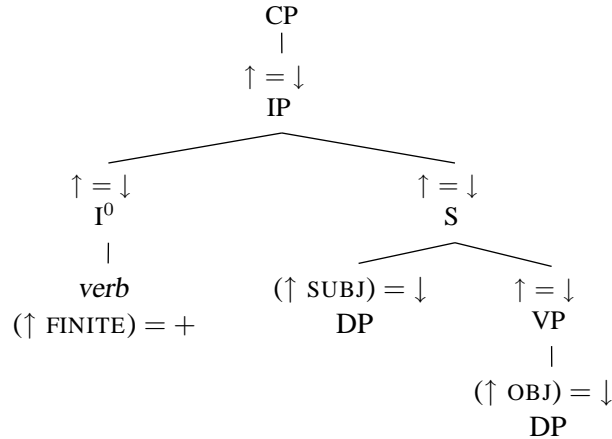 CP
↑ = ↓
IP
↑ = ↓ ↑ = ↓
I⁰ S
verb (↑ SUBJ) = ↓ ↑ = ↓
(↑ FINITE) = + DP VP
(↑ OBJ) = ↓
DP